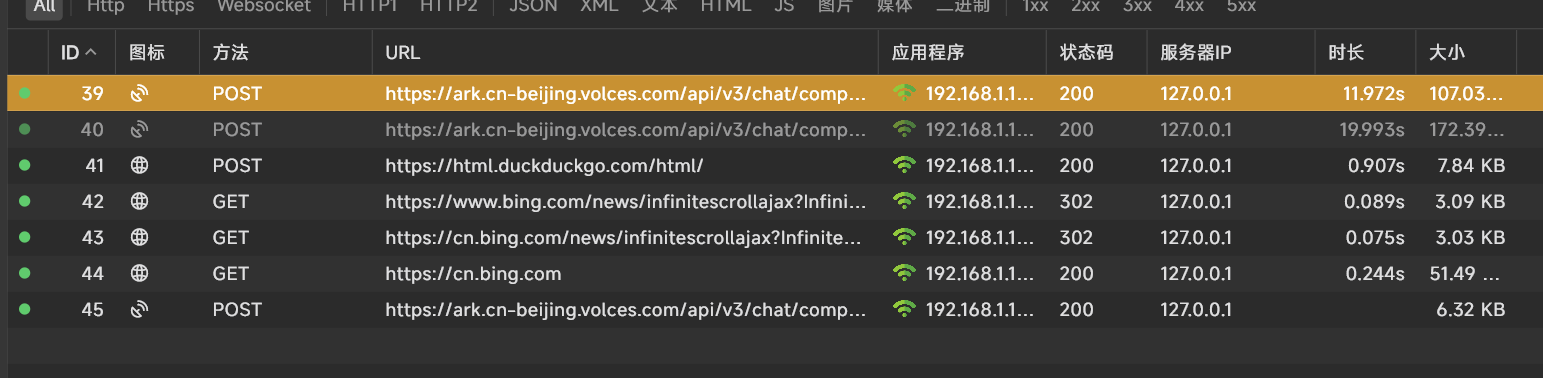 All Http Https Websocket HTTP1 HTTP2 JSON XML 文本 HTML JS 图片 媒体 二进制 1xx 2xx 3xx 4xx 5xx
ID 图标 方法 URL 应用程序 状态码 服务器IP 时长 大小
39 POST https://ark.cn-beijing.volces.com/api/v3/chat/comp... 192.168.1.1... 200 127.0.0.1 11.972s 107.03...
40 POST https://ark.cn-beijing.volces.com/api/v3/chat/comp... 192.168.1.1... 200 127.0.0.1 19.993s 172.39...
41 POST https://html.duckduckgo.com/html/ 192.168.1.1... 200 127.0.0.1 0.907s 7.84 KB
42 GET https://www.bing.com/news/infinitescrollajax?Infini... 192.168.1.1... 302 127.0.0.1 0.089s 3.09 KB
43 GET https://cn.bing.com/news/infinitescrollajax?Infinite... 192.168.1.1... 302 127.0.0.1 0.075s 3.03 KB
44 GET https://cn.bing.com 192.168.1.1... 200 127.0.0.1 0.244s 51.49 ...
45 POST https://ark.cn-beijing.volces.com/api/v3/chat/comp... 192.168.1.1... 200 127.0.0.1 6.32 KB